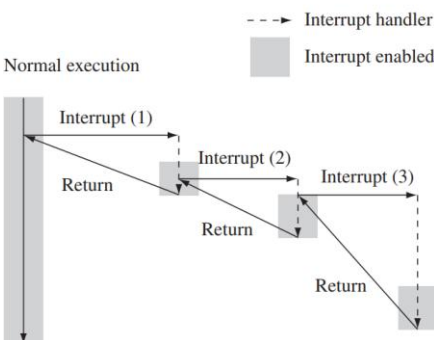 Interrupt handler
Interrupt enabled
Normal execution
Interrupt (1)
Interrupt (2)
Interrupt (3)
Return
Return
Return